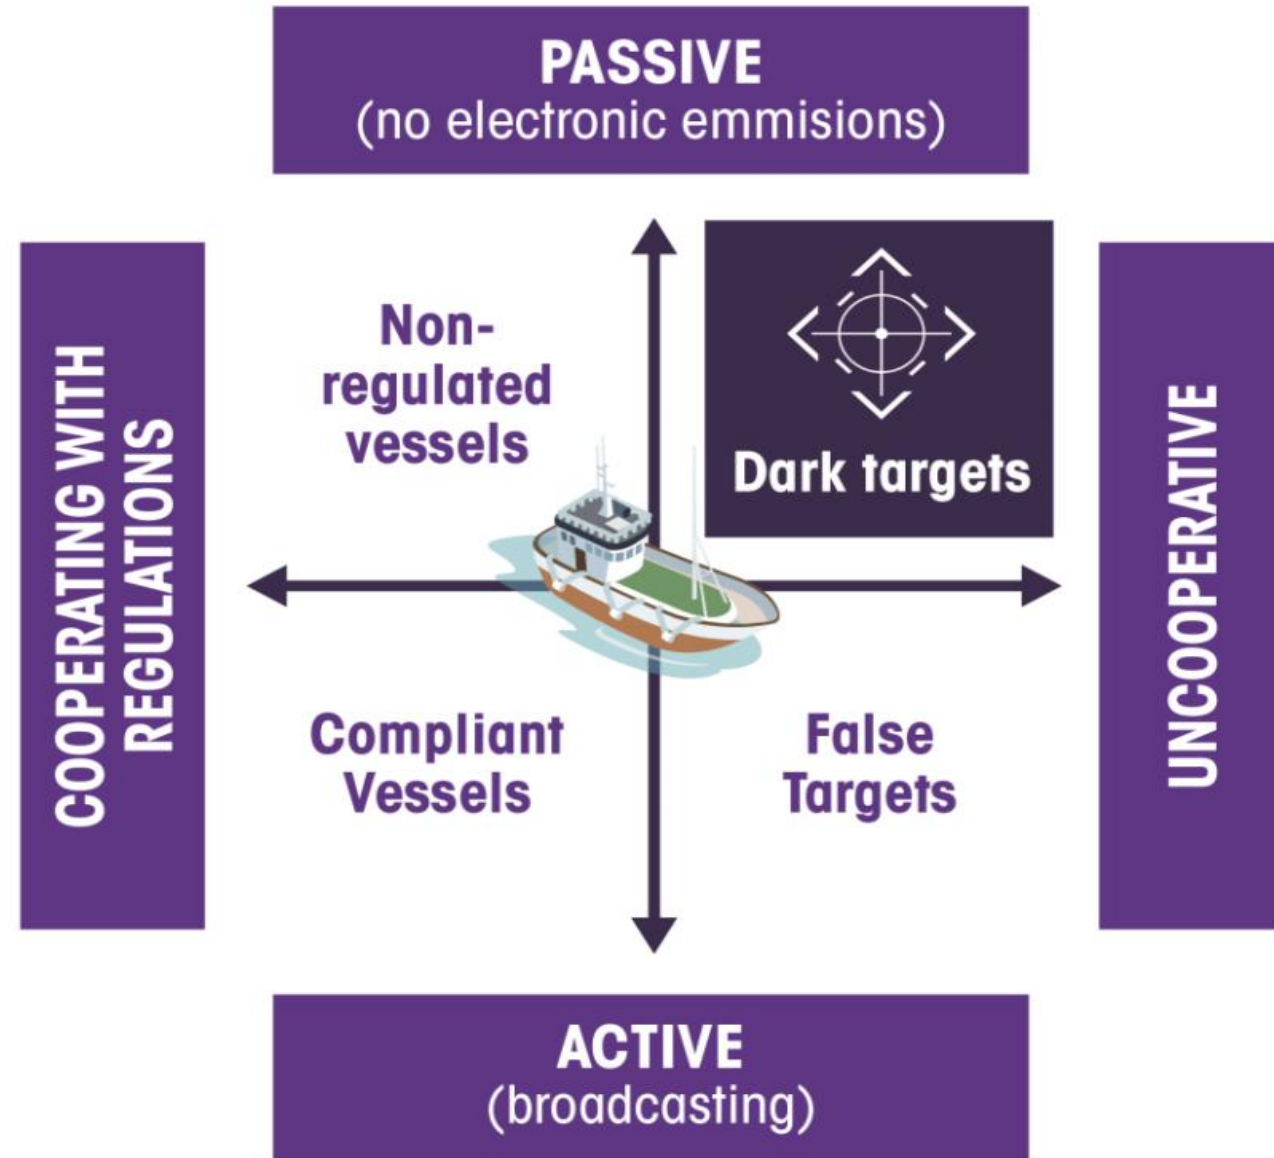 PASSIVE
(no electronic emmisions)
COOPERATING WITH
REGULATIONS
Non-
regulated
vessels
Dark targets
UNCOOPERATIVE
Compliant
Vessels
False
Targets
ACTIVE
(broadcasting)